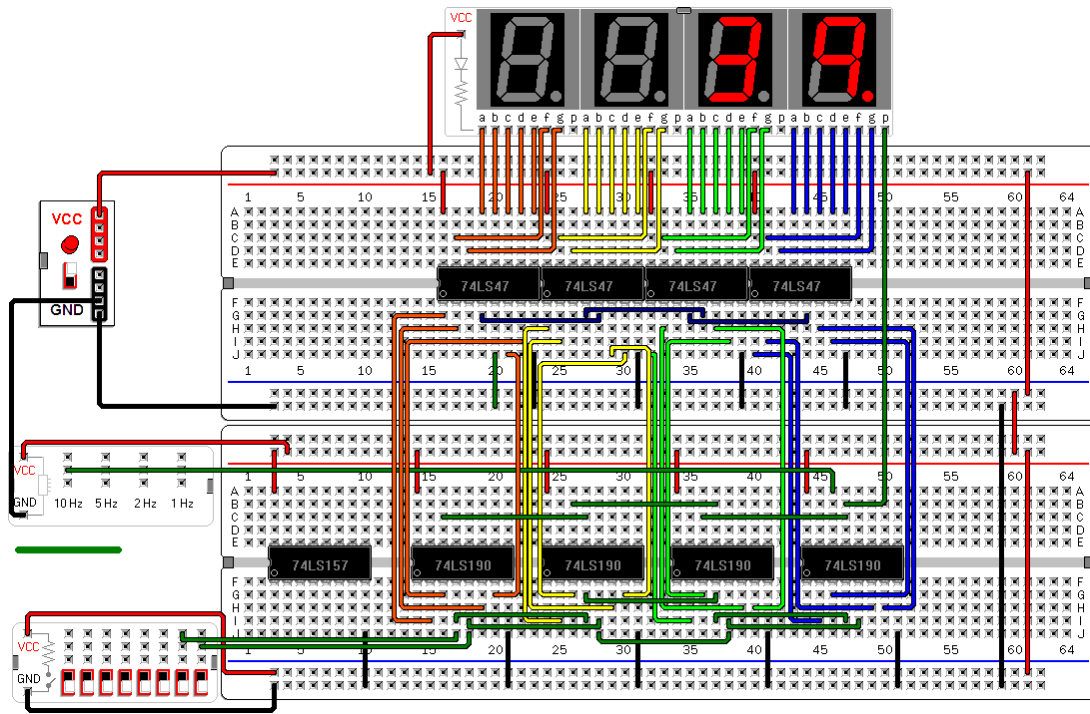 VCC
a b c d e f g p a b c d e f g p a b c d e f g p a b c d e f g p
1 5 10 15 20 25 30 35 40 45 50 55 60 64
A A
B B
C C
D D
E E
VCC
GND
74LS47 74LS47 74LS47 74LS47
F F
G G
H H
I I
J J
1 5 10 15 20 25 30 35 40 45 50 55 60 64
VCC
GND
10 Hz 5 Hz 2 Hz 1 Hz
1 5 10 15 20 25 30 35 40 45 50 55 60 64
A A
B B
C C
D D
E E
74LS157 74LS190 74LS190 74LS190 74LS190
F F
G G
H H
I I
J J
1 5 10 15 20 25 30 35 40 45 50 55 60 64
VCC
GND